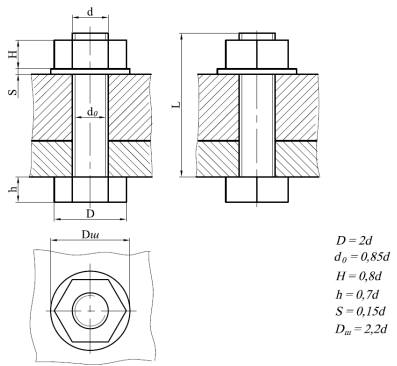 d
H
S
d₀
h
D
L
Dш
D = 2d
d₀ = 0,85d
H = 0,8d
h = 0,7d
S = 0,15d
Dш = 2,2d